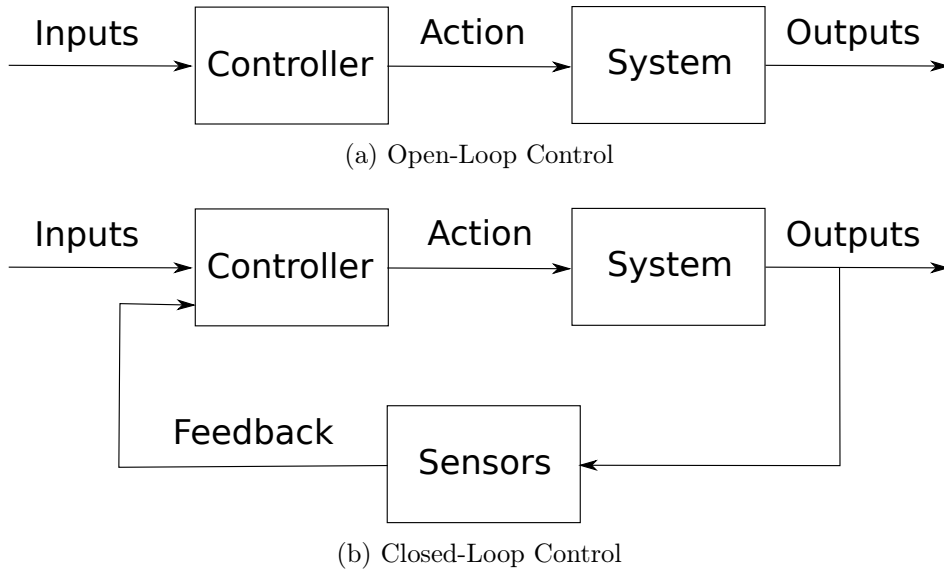 Inputs
Action
Outputs
Controller
System
(a) Open-Loop Control
Inputs
Action
Outputs
Controller
System
Feedback
Sensors
(b) Closed-Loop Control